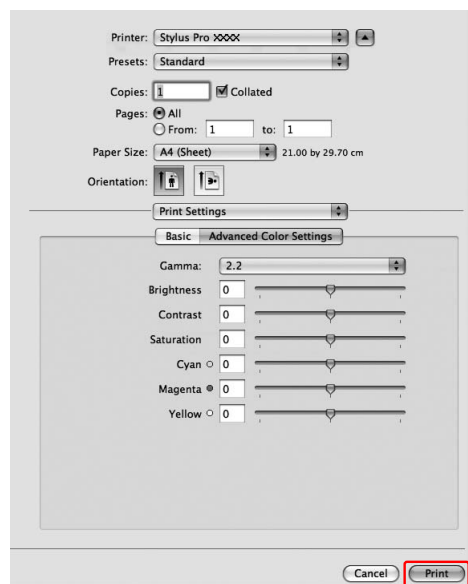 Printer: Stylus Pro XXXX
Presets: Standard
Copies: 1 Collated
Pages: All
From: 1 to: 1
Paper Size: A4 (Sheet) 21.00 by 29.70 cm
Orientation:
Print Settings
Basic Advanced Color Settings
Gamma: 2.2
Brightness 0
Contrast 0
Saturation 0
Cyan 0
Magenta 0
Yellow 0
Cancel Print